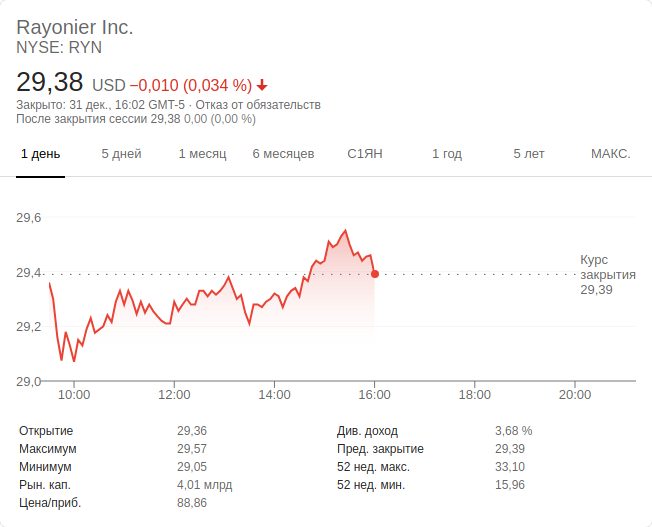 Rayonier Inc.
NYSE: RYN
29,38 USD −0,010 (0,034 %)
Закрыто: 31 дек., 16:02 GMT-5 · Отказ от обязательств
После закрытия сессии 29,38 0,00 (0,00 %)
1 день 5 дней 1 месяц 6 месяцев С1ЯН 1 год 5 лет МАКС.
29,6
29,4
29,2
29,0
Курс
закрытия
29,39
10:00 12:00 14:00 16:00 18:00 20:00
Открытие 29,36 Див. доход 3,68 %
Максимум 29,57 Пред. закрытие 29,39
Минимум 29,05 52 нед. макс. 33,10
Рын. кап. 4,01 млрд 52 нед. мин. 15,96
Цена/приб. 88,86